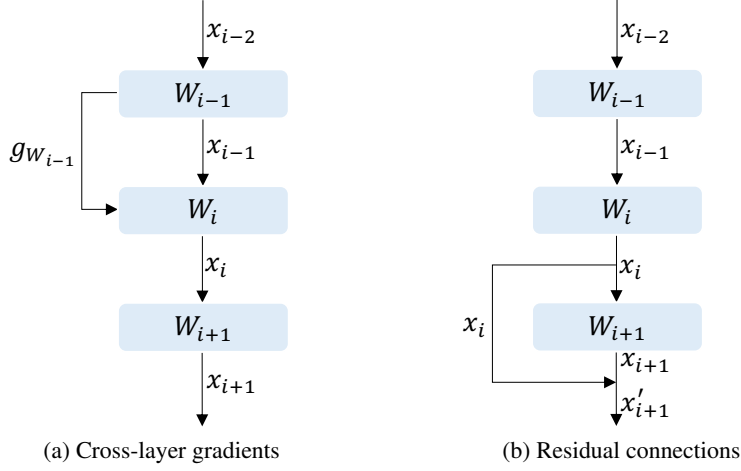 x_{i−2}
W_{i−1}
g_{W_{i−1}}
x_{i−1}
W_i
x_i
W_{i+1}
x_{i+1}
(a) Cross-layer gradients
x_{i−2}
W_{i−1}
x_{i−1}
W_i
x_i
x_i
W_{i+1}
x_{i+1}
x'_{i+1}
(b) Residual connections